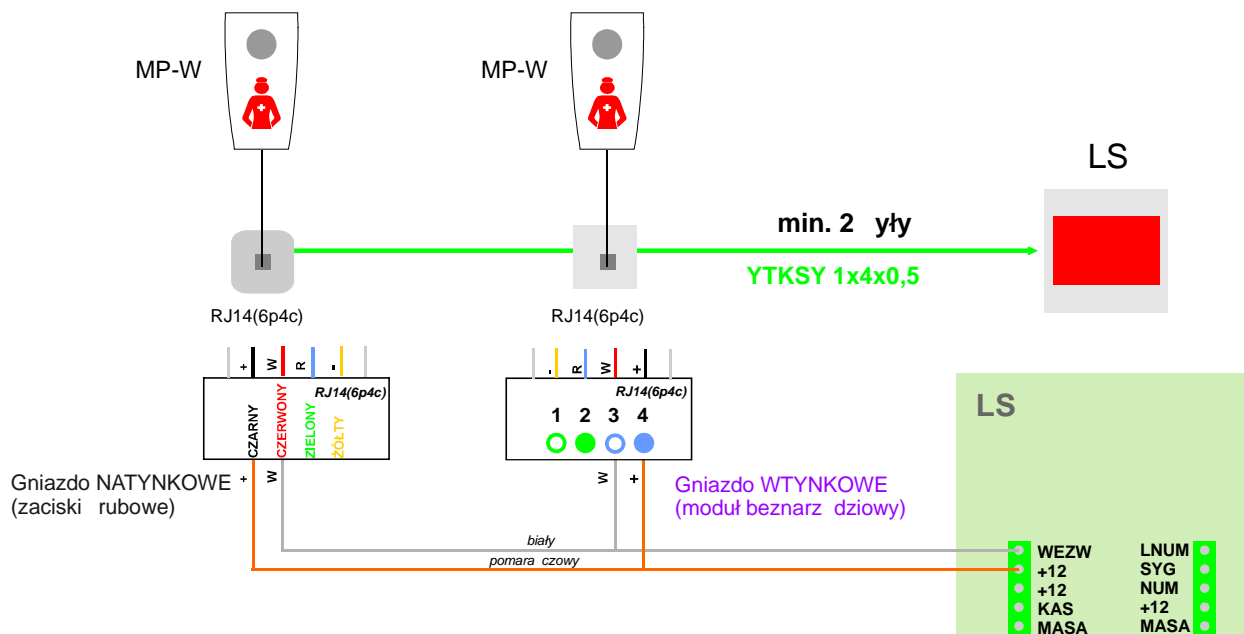 MP-W
MP-W
LS
min. 2 yły
YTKSY 1x4x0,5
RJ14(6p4c)
RJ14(6p4c)
+ W R -
- R W +
RJ14(6p4c)
RJ14(6p4c)
CZARNY
CZERWONY
ZIELONY
ŻÓŁTY
1 2 3 4
LS
Gniazdo NATYNKOWE
(zaciski rubowe)
+ W
W +
Gniazdo WTYNKOWE
(moduł beznarz dziowy)
biały
pomara czowy
WEZW LNUM
+12 SYG
+12 NUM
KAS +12
MASA MASA